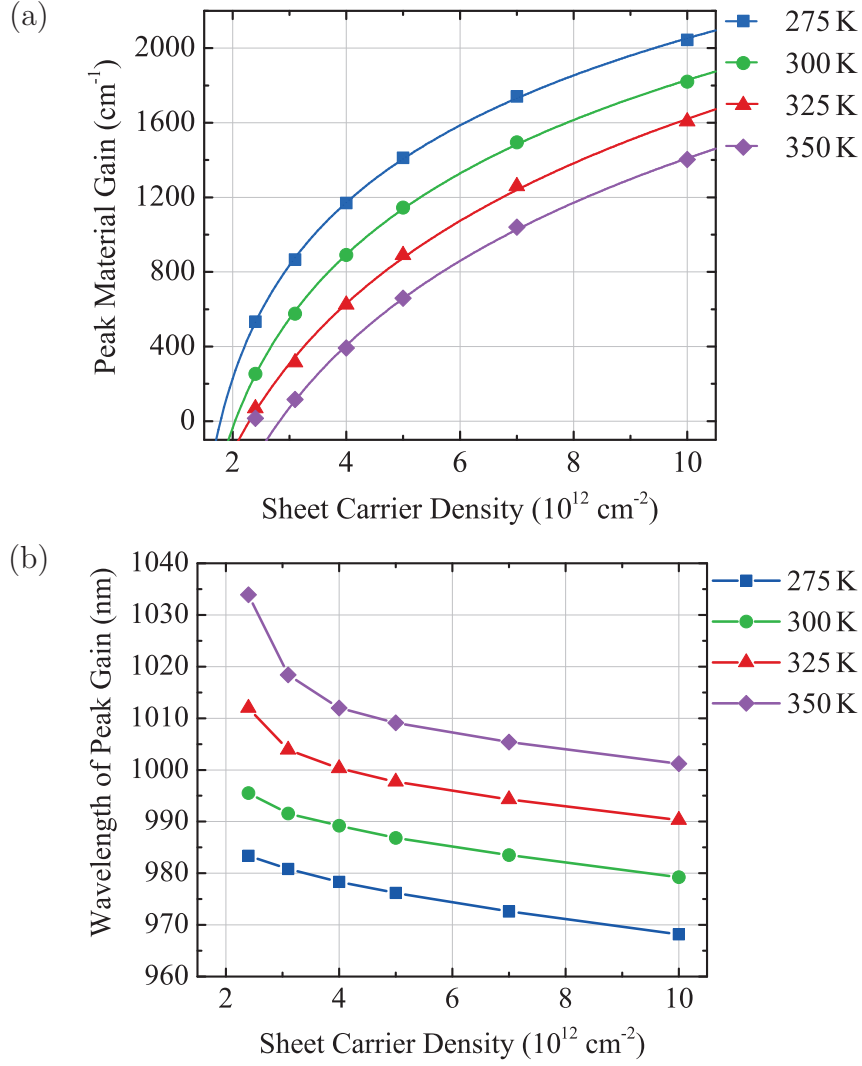 (a)
275 K
300 K
325 K
350 K
Peak Material Gain (cm⁻¹)
2000
1600
1200
800
400
0
2 4 6 8 10
Sheet Carrier Density (10¹² cm⁻²)
(b)
275 K
300 K
325 K
350 K
Wavelength of Peak Gain (nm)
1040
1030
1020
1010
1000
990
980
970
960
2 4 6 8 10
Sheet Carrier Density (10¹² cm⁻²)